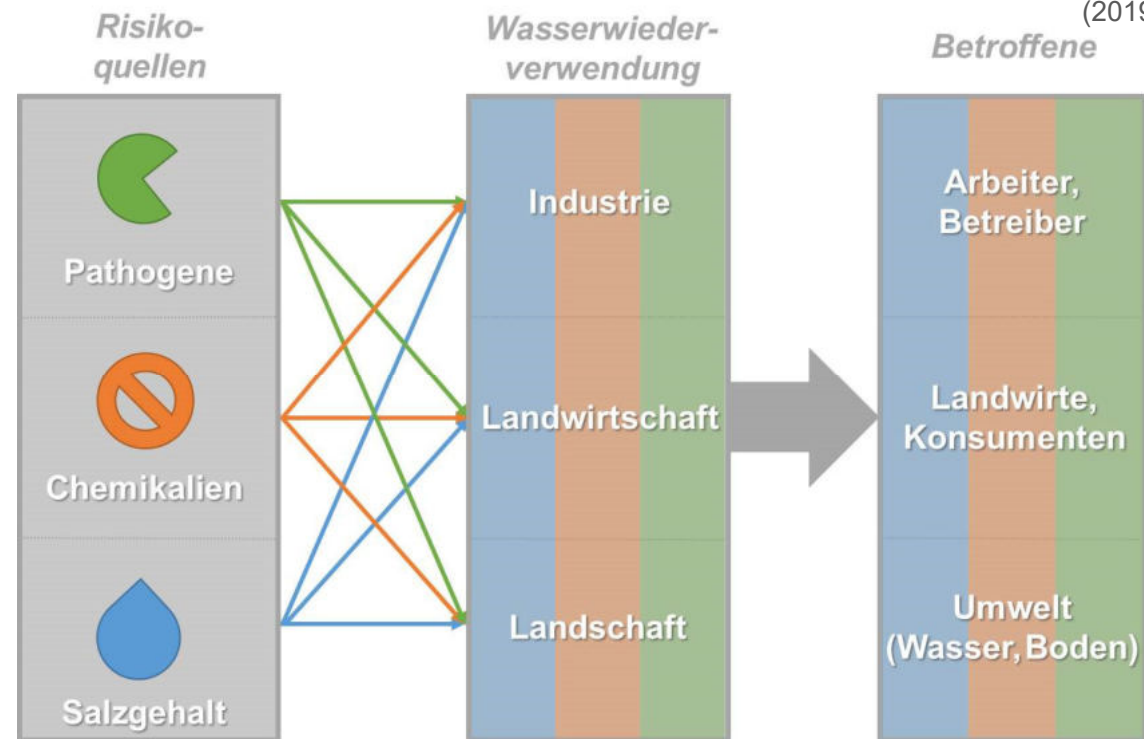 (2019
Risiko-
quellen
Wasserwieder-
verwendung
Betroffene
Pathogene
Chemikalien
Salzgehalt
Industrie
Landwirtschaft
Landschaft
Arbeiter,
Betreiber
Landwirte,
Konsumenten
Umwelt
(Wasser, Boden)